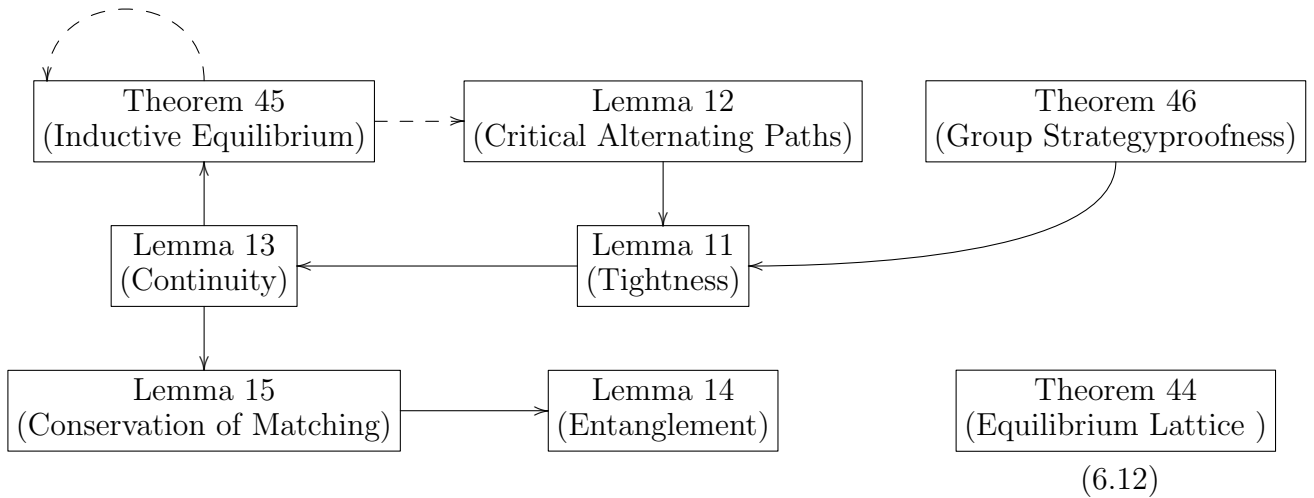 Theorem 45
(Inductive Equilibrium)
Lemma 12
(Critical Alternating Paths)
Theorem 46
(Group Strategyproofness)
Lemma 13
(Continuity)
Lemma 11
(Tightness)
Lemma 15
(Conservation of Matching)
Lemma 14
(Entanglement)
Theorem 44
(Equilibrium Lattice )
(6.12)